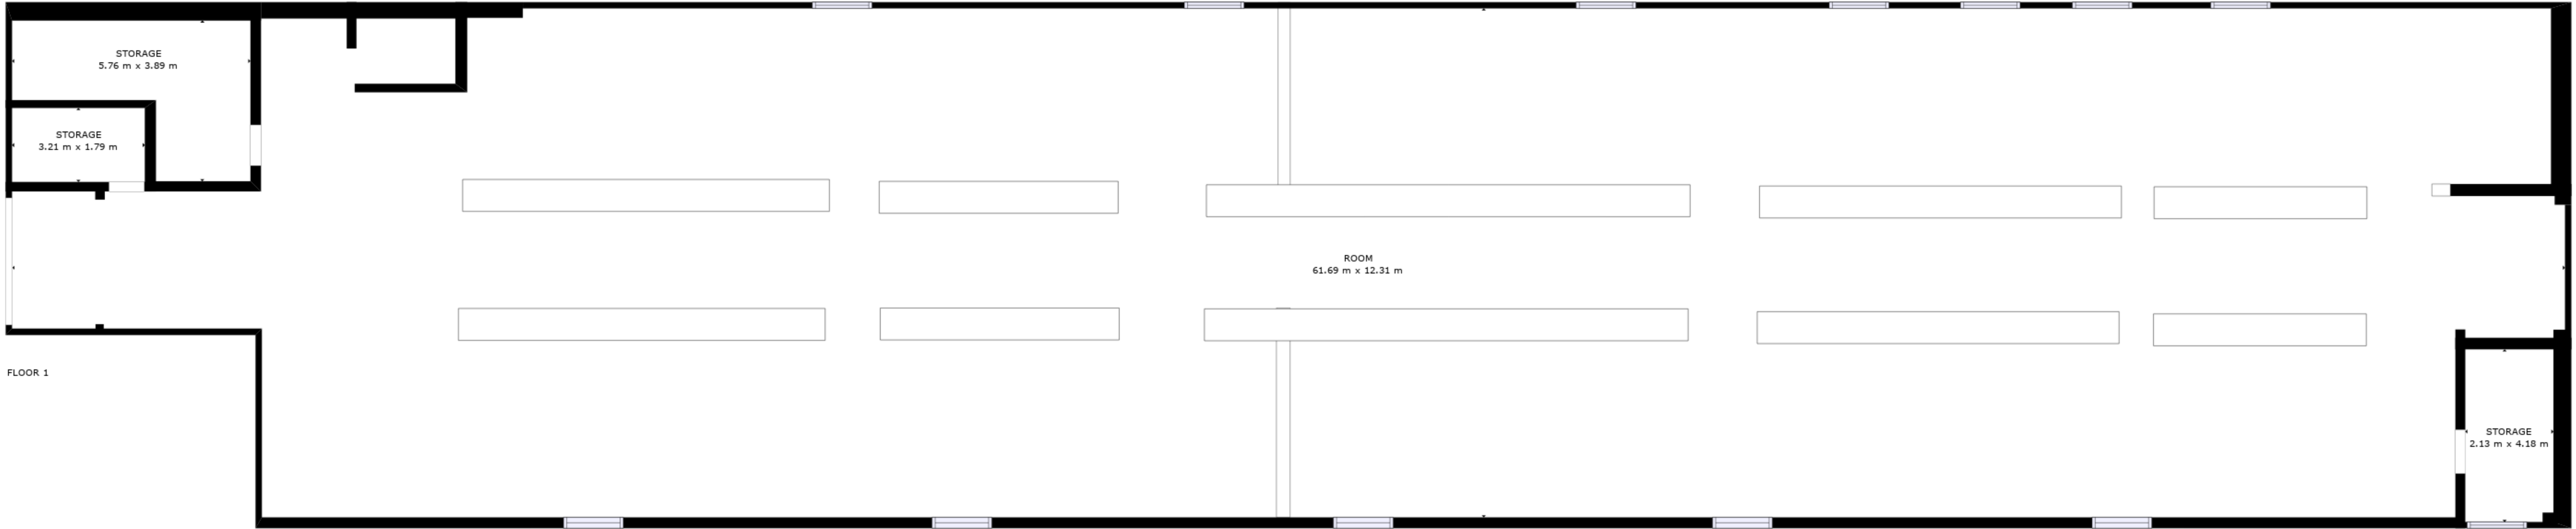 STORAGE
5.76 m x 3.89 m
STORAGE
3.21 m x 1.79 m
ROOM
61.69 m x 12.31 m
FLOOR 1
STORAGE
2.13 m x 4.18 m